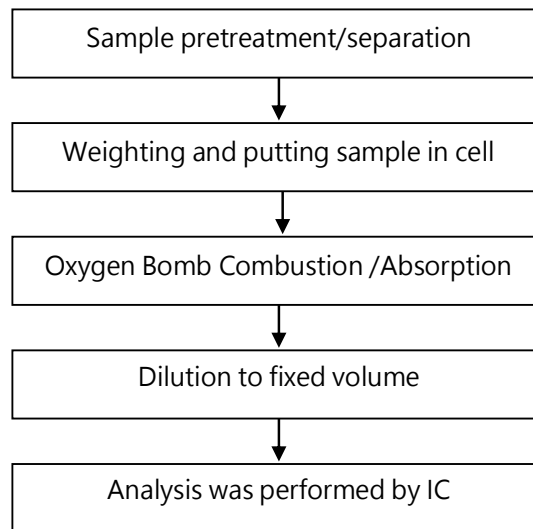 Sample pretreatment/separation
Weighting and putting sample in cell
Oxygen Bomb Combustion /Absorption
Dilution to fixed volume
Analysis was performed by IC